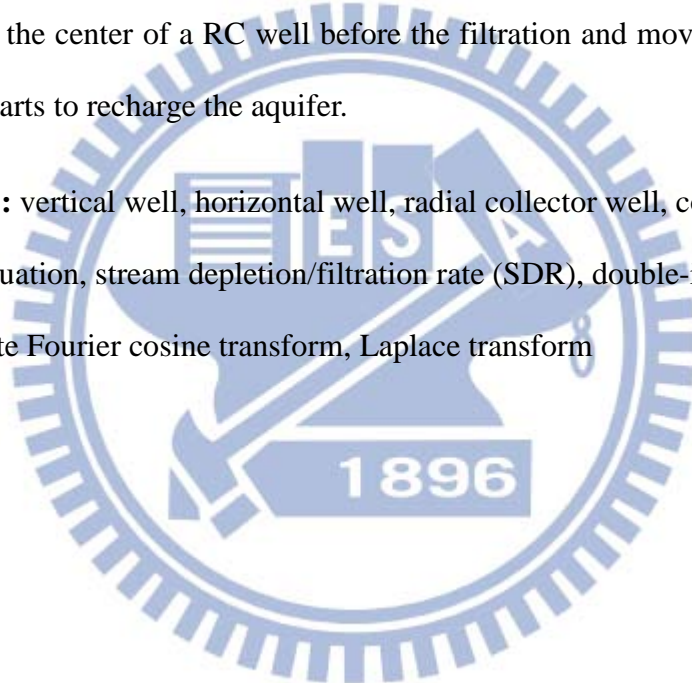 the center of a RC well before the filtration and mov
arts to recharge the aquifer.
: vertical well, horizontal well, radial collector well, c
uation, stream depletion/filtration rate (SDR), double-
te Fourier cosine transform, Laplace transform
E S A
1896